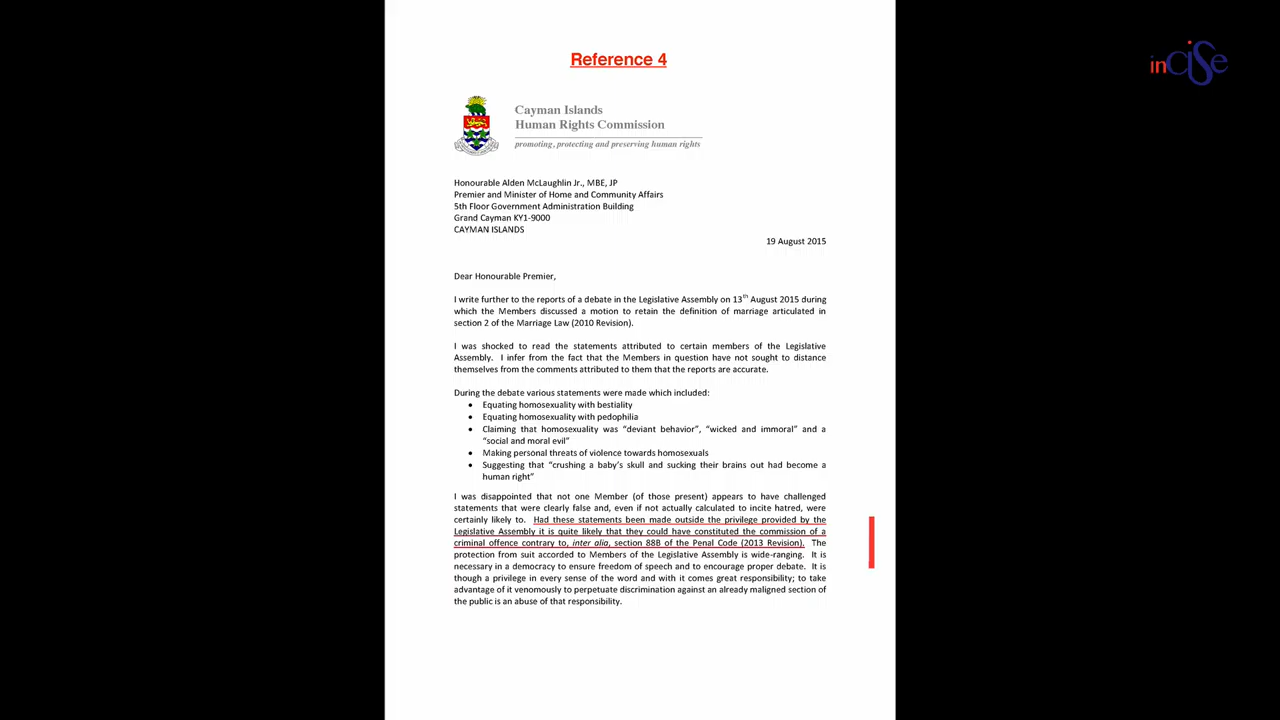 Reference 4
inCiSe
Cayman Islands
Human Rights Commission
promoting, protecting and preserving human rights
Honourable Alden McLaughlin Jr., MBE, JP
Premier and Minister of Home and Community Affairs
5th Floor Government Administration Building
Grand Cayman KY1-9000
CAYMAN ISLANDS
19 August 2015
Dear Honourable Premier,
I write further to the reports of a debate in the Legislative Assembly on 13th August 2015 during
which the Members discussed a motion to retain the definition of marriage articulated in
section 2 of the Marriage Law (2010 Revision).
I was shocked to read the statements attributed to certain members of the Legislative
Assembly. I infer from the fact that the Members in question have not sought to distance
themselves from the comments attributed to them that the reports are accurate.
During the debate various statements were made which included:
• Equating homosexuality with bestiality
• Equating homosexuality with pedophilia
• Claiming that homosexuality was “deviant behavior”, “wicked and immoral” and a
“social and moral evil”
• Making personal threats of violence towards homosexuals
• Suggesting that “crushing a baby’s skull and sucking their brains out had become a
human right”
I was disappointed that not one Member (of those present) appears to have challenged
statements that were clearly false and, even if not actually calculated to incite hatred, were
certainly likely to. Had these statements been made outside the privilege provided by the
Legislative Assembly it is quite likely that they could have constituted the commission of a
criminal offence contrary to, inter alia, section 88B of the Penal Code (2013 Revision). The
protection from suit accorded to Members of the Legislative Assembly is wide-ranging. It is
necessary in a democracy to ensure freedom of speech and to encourage proper debate. It is
though a privilege in every sense of the word and with it comes great responsibility; to take
advantage of it venomously to perpetuate discrimination against an already maligned section of
the public is an abuse of that responsibility.